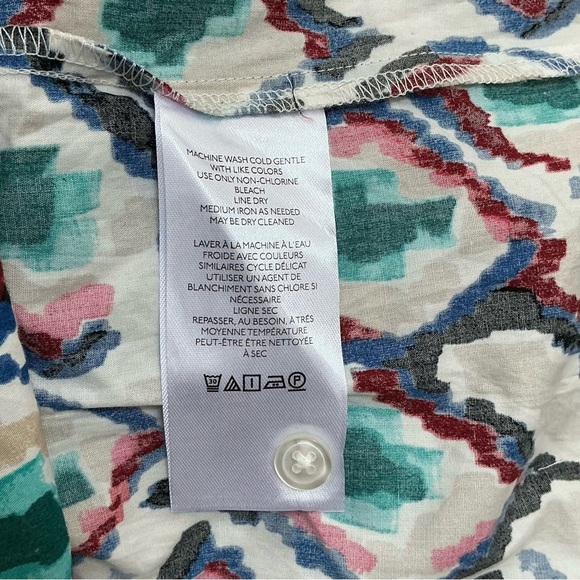 MACHINE WASH COLD GENTLE
WITH LIKE COLORS
USE ONLY NON-CHLORINE
BLEACH
LINE DRY
MEDIUM IRON AS NEEDED
MAY BE DRY CLEANED
LAVER À LA MACHINE À L'EAU
FROIDE AVEC COULEURS
SIMILAIRES CYCLE DÉLICAT
UTILISER UN AGENT DE
BLANCHIMENT SANS CHLORE SI
NÉCESSAIRE
LIGNE SEC
REPASSER, AU BESOIN, À TRÈS
MOYENNE TEMPÉRATURE
PEUT-ÊTRE ÊTRE NETTOYÉE
À SEC
30 P